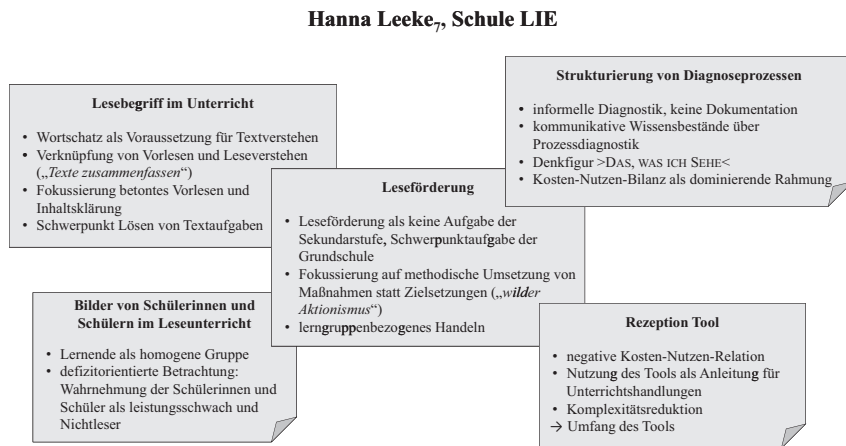 Hanna Leeke₇, Schule LIE
Lesebegriff im Unterricht
• Wortschatz als Voraussetzung für Textverstehen
• Verknüpfung von Vorlesen und Leseverstehen
(„Texte zusammenfassen“)
• Fokussierung betontes Vorlesen und
Inhaltsklärung
• Schwerpunkt Lösen von Textaufgaben
Strukturierung von Diagnoseprozessen
• informelle Diagnostik, keine Dokumentation
• kommunikative Wissensbestände über
Prozessdiagnostik
• Denkfigur >DAS, WAS ICH SEHE<
• Kosten-Nutzen-Bilanz als dominierende Rahmung
Leseförderung
• Leseförderung als keine Aufgabe der
Sekundarstufe, Schwerpunktaufgabe der
Grundschule
• Fokussierung auf methodische Umsetzung von
Maßnahmen statt Zielsetzungen („wilder
Aktionismus“)
• lerngruppenbezogenes Handeln
Bilder von Schülerinnen und
Schülern im Leseunterricht
• Lernende als homogene Gruppe
• defizitorientierte Betrachtung:
Wahrnehmung der Schülerinnen und
Schüler als leistungsschwach und
Nichtleser
Rezeption Tool
• negative Kosten-Nutzen-Relation
• Nutzung des Tools als Anleitung für
Unterrichtshandlungen
• Komplexitätsreduktion
→ Umfang des Tools